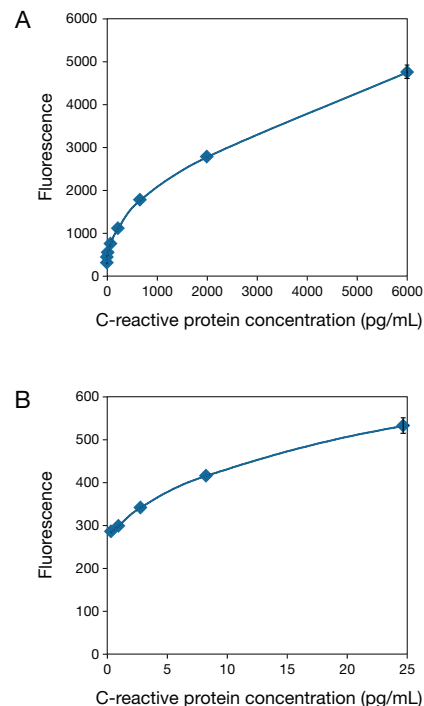 A
6000
5000
4000
3000
2000
1000
0
Fluorescence
0 1000 2000 3000 4000 5000 6000
C-reactive protein concentration (pg/mL)
B
600
500
400
300
200
100
0
Fluorescence
0 5 10 15 20 25
C-reactive protein concentration (pg/mL)